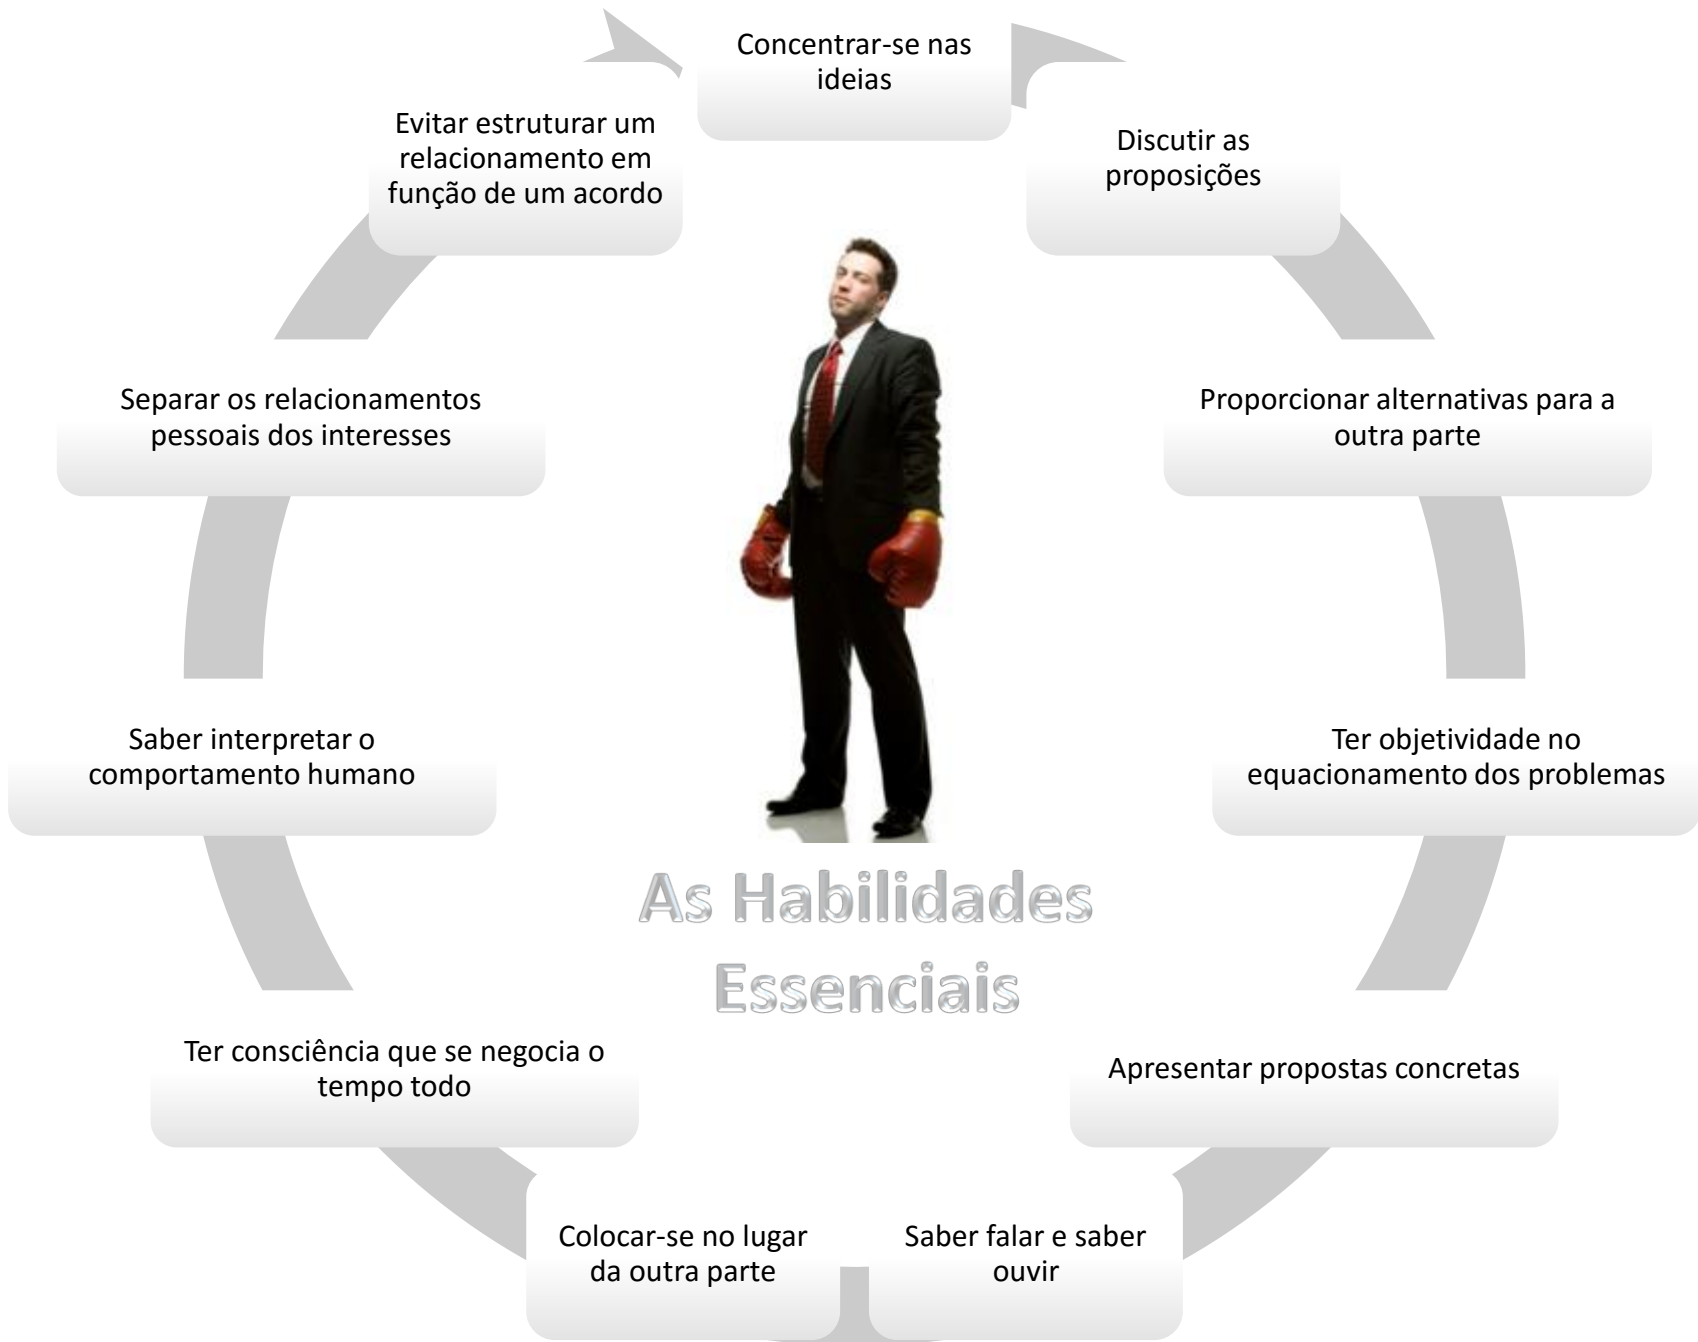 Concentrar-se nas
ideias
Discutir as
proposições
Proporcionar alternativas para a
outra parte
Ter objetividade no
equacionamento dos problemas
Apresentar propostas concretas
Saber falar e saber
ouvir
Colocar-se no lugar
da outra parte
Ter consciência que se negocia o
tempo todo
Saber interpretar o
comportamento humano
Separar os relacionamentos
pessoais dos interesses
Evitar estruturar um
relacionamento em
função de um acordo
As Habilidades
Essenciais